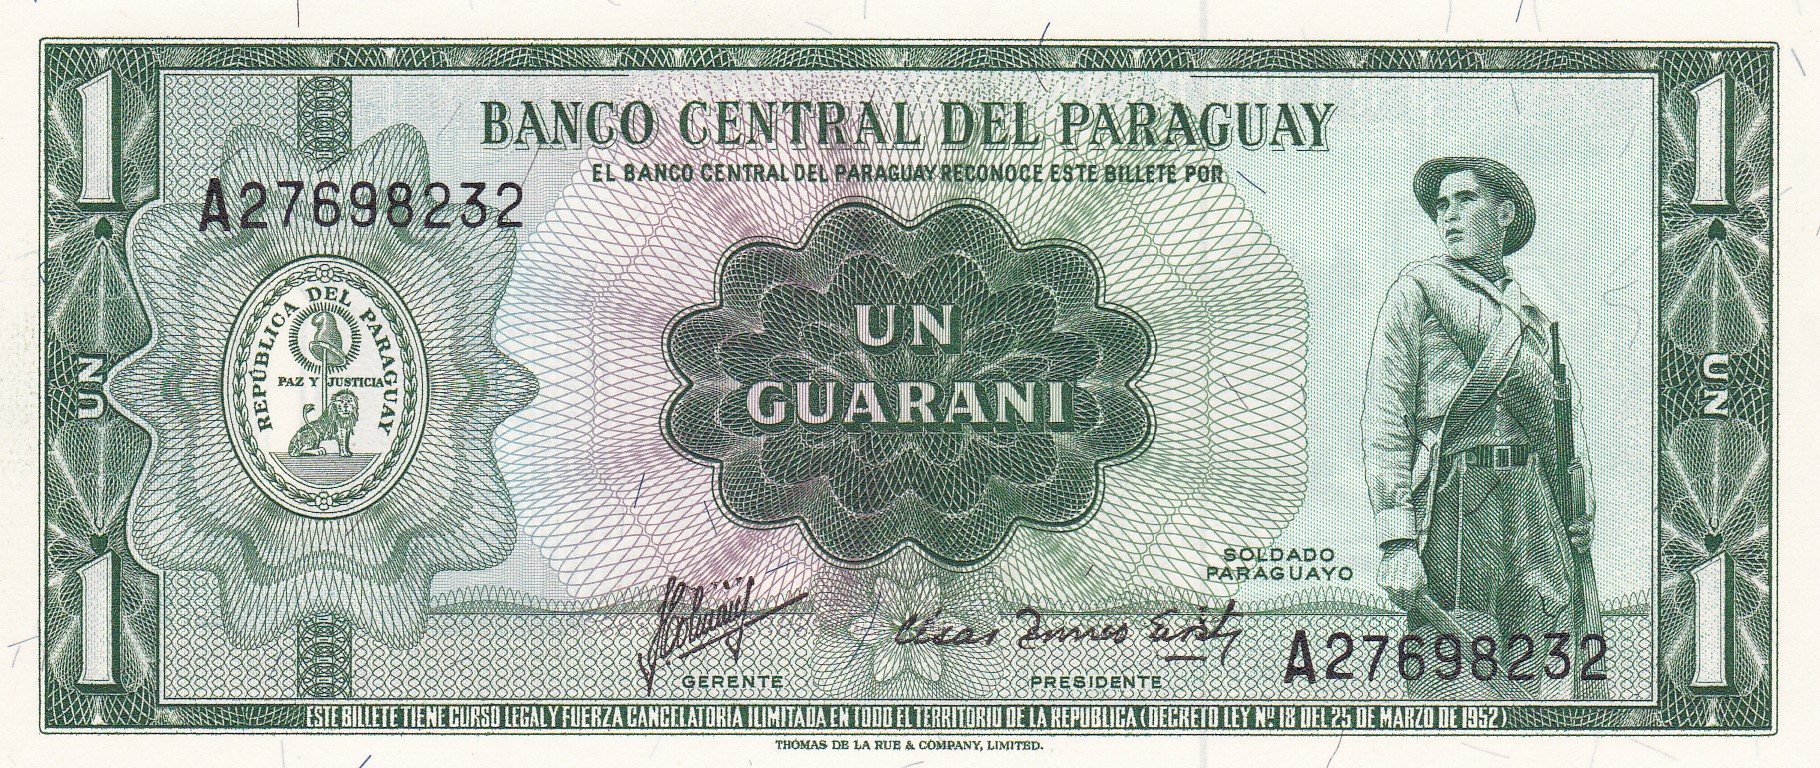 1
1
BANCO CENTRAL DEL PARAGUAY
EL BANCO CENTRAL DEL PARAGUAY RECONOCE ESTE BILLETE POR
A27698232
REPÚBLICA DEL PARAGUAY
PAZ Y JUSTICIA
UN
GUARANI
UN
UN
SOLDADO
PARAGUAYO
A27698232
GERENTE
PRESIDENTE
1
1
ESTE BILLETE TIENE CURSO LEGAL Y FUERZA CANCELATORIA ILIMITADA EN TODO EL TERRITORIO DE LA REPUBLICA (DECRETO LEY Nº 18 DEL 25 DE MARZO DE 1952)
THOMAS DE LA RUE & COMPANY, LIMITED.